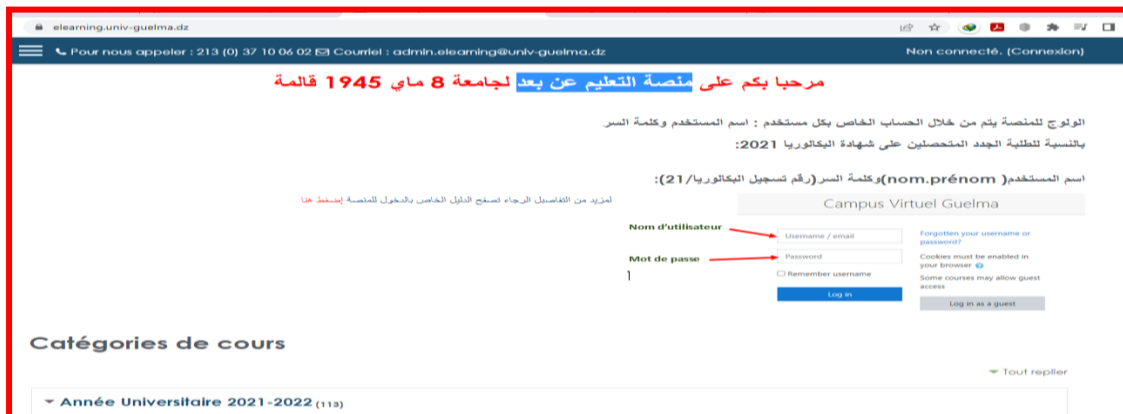 elearning.univ-guelma.dz
Pour nous appeler : 213 (0) 37 10 06 02 Courriel : admin.elearning@univ-guelma.dz
Non connecté. (Connexion)
مرحبا بكم على منصة التعليم عن بعد لجامعة 8 ماي 1945 قالمة
الولوج للمنصة يتم من خلال الحساب الخاص بكل مستخدم : اسم المستخدم وكلمة السر
بالنسبة للطلبة الجدد المتحصلين على شهادة البكالوريا 2021:
اسم المستخدم( nom.prénom)وكلمة السر(رقم تسجيل البكالوريا/21):
لمزيد من التفاصيل الرجاء تصفح الدليل الخاص بالدخول للمنصة إضغط هنا
Campus Virtuel Guelma
Nom d'utilisateur
Username / email
Mot de passe
Password
Remember username
Log in
Forgotten your username or
password?
Cookies must be enabled in
your browser
Some courses may allow guest
access
Log in as a guest
Catégories de cours
Tout replier
Année Universitaire 2021-2022 (113)